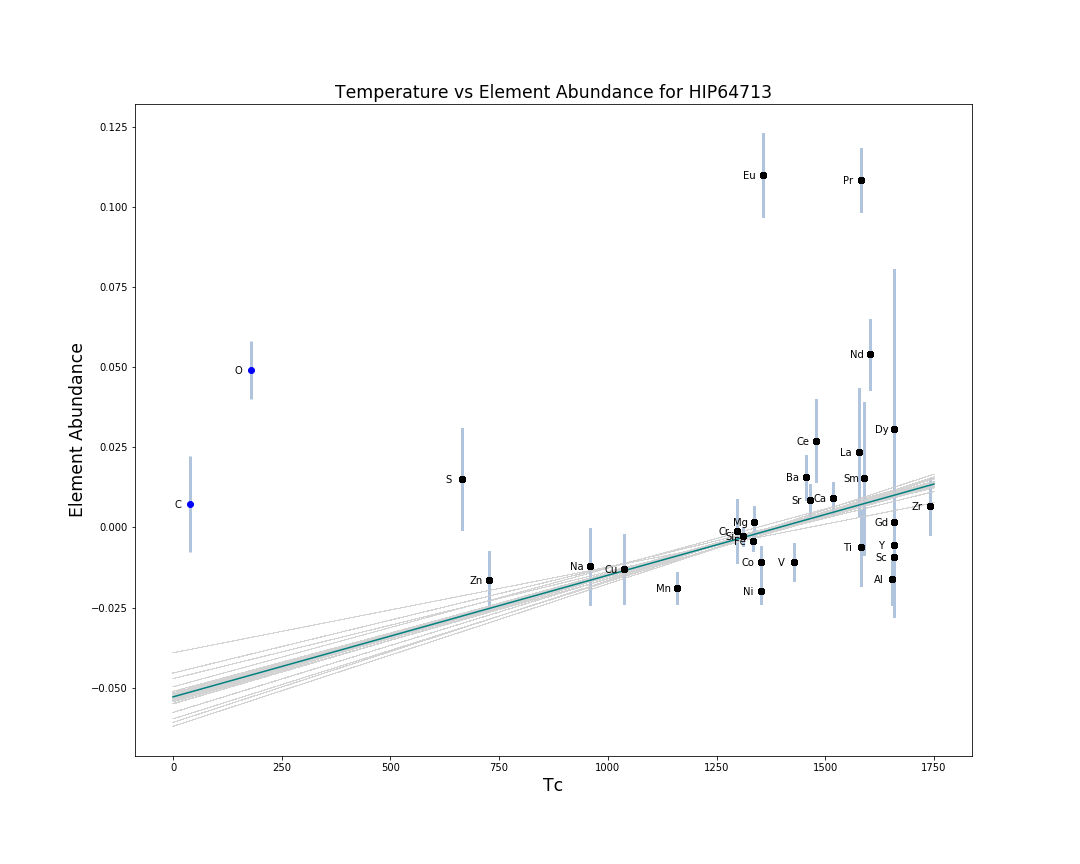 Temperature vs Element Abundance for HIP64713
0.125
0.100
0.075
0.050
0.025
0.000
−0.025
−0.050
Element Abundance
Eu
Pr
Nd
O
Dy
Ce
La
S
Ba
Sm
C
Sr
Ca
Zr
Mg
Gd
Cr
Si
Fe
Y
Ti
Sc
Co
V
Na
Cu
Al
Zn
Mn
Ni
0
250
500
750
1000
1250
1500
1750
Tc